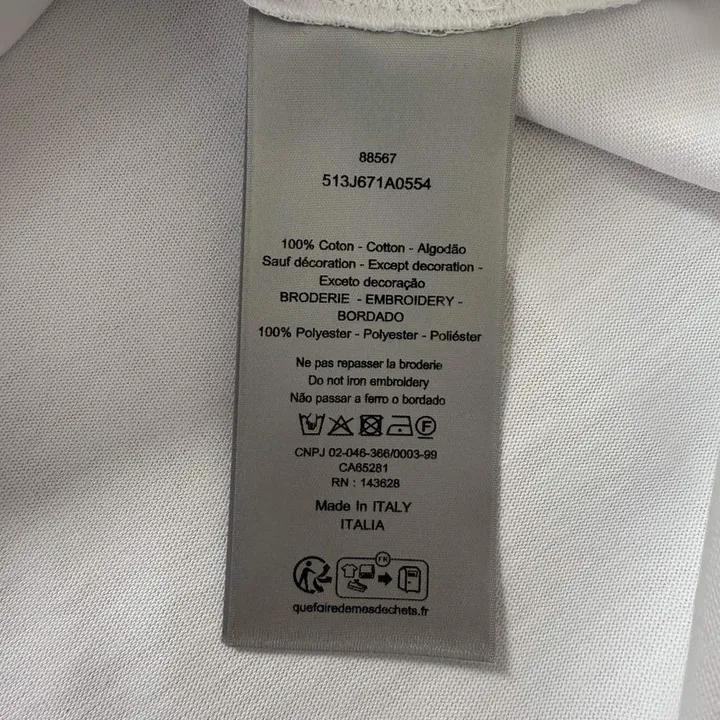 88567
513J671A0554
100% Coton - Cotton - Algodão
Sauf décoration - Except decoration -
Exceto decoração
BRODERIE - EMBROIDERY -
BORDADO
100% Polyester - Polyester - Poliéster
Ne pas repasser la broderie
Do not iron embroidery
Não passar a ferro o bordado
F
CNPJ 02-046-366/0003-99
CA65281
RN : 143628
Made In ITALY
ITALIA
FR
quefairedemesdechets.fr